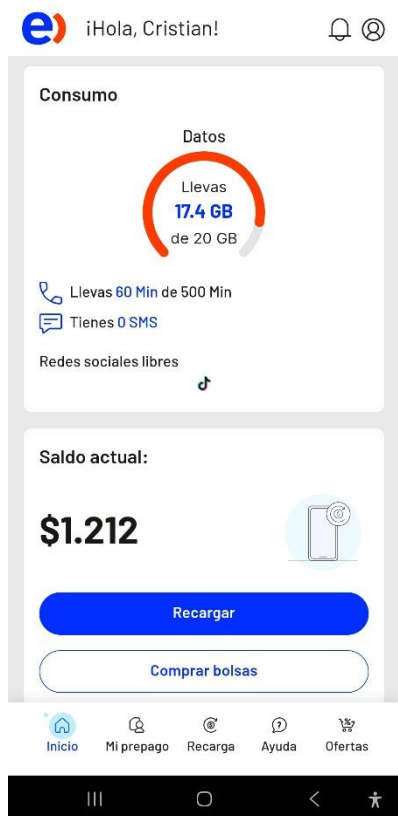 e)
¡Hola, Cristian!
Consumo
Datos
Llevas
17.4 GB
de 20 GB
Llevas 60 Min de 500 Min
Tienes 0 SMS
Redes sociales libres
Saldo actual:
$1.212
Recargar
Comprar bolsas
Inicio
Mi prepago
Recarga
Ayuda
Ofertas